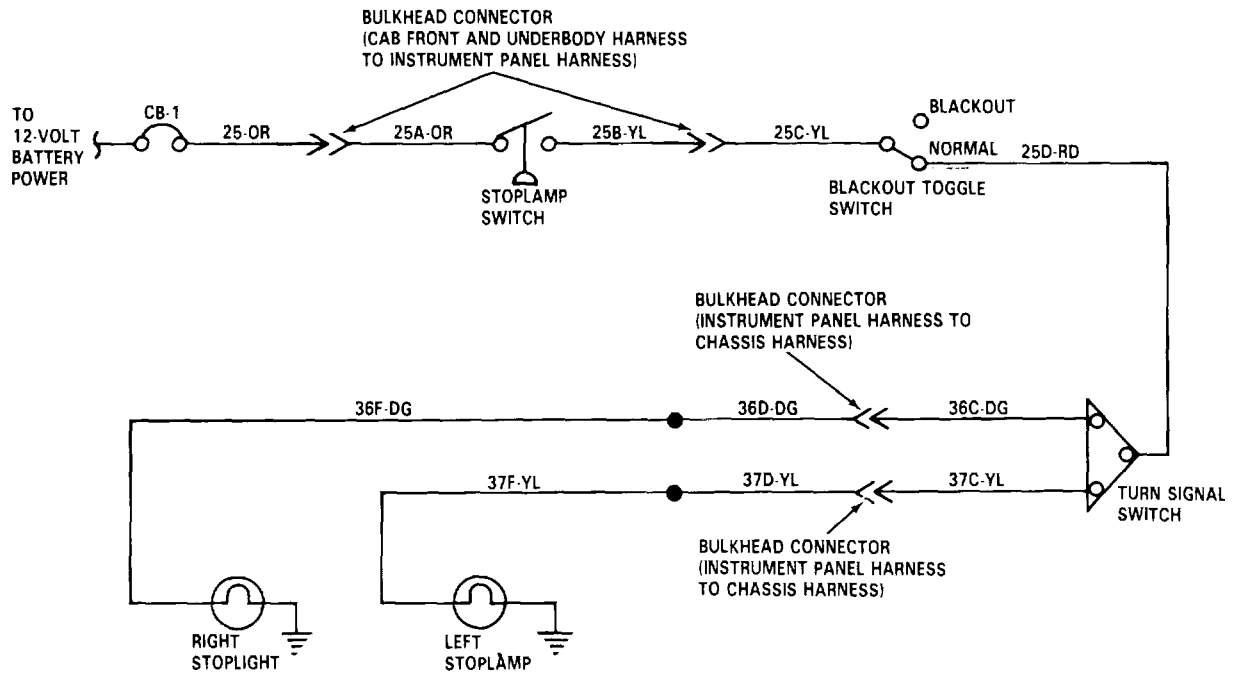 BULKHEAD CONNECTOR
(CAB FRONT AND UNDERBODY HARNESS
TO INSTRUMENT PANEL HARNESS)
TO
12-VOLT
BATTERY
POWER
CB-1
25-OR
25A-OR
STOPLAMP
SWITCH
25B-YL
25C-YL
BLACKOUT
NORMAL
25D-RD
BLACKOUT TOGGLE
SWITCH
BULKHEAD CONNECTOR
(INSTRUMENT PANEL HARNESS TO
CHASSIS HARNESS)
36F-DG
36D-DG
36C-DG
37F-YL
37D-YL
37C-YL
TURN SIGNAL
SWITCH
BULKHEAD CONNECTOR
(INSTRUMENT PANEL HARNESS
TO CHASSIS HARNESS)
RIGHT
STOPLIGHT
LEFT
STOPLAMP